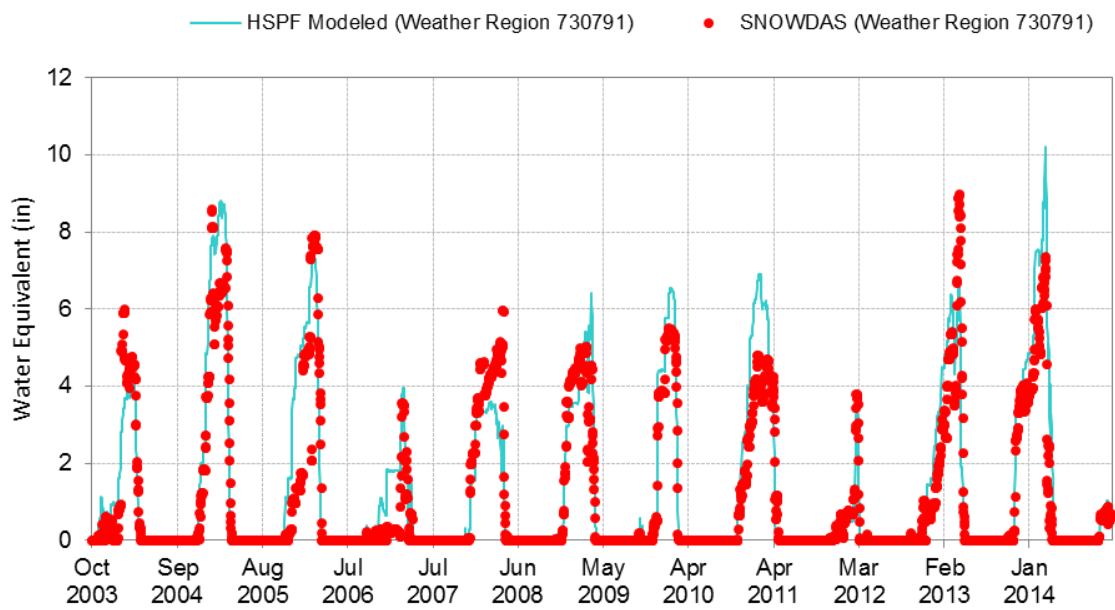 HSPF Modeled (Weather Region 730791) SNOWDAS (Weather Region 730791)
12
10
8
6
4
2
0
Water Equivalent (in)
Oct Sep Aug Jul Jul Jun May Apr Apr Mar Feb Jan
2003 2004 2005 2006 2007 2008 2009 2010 2011 2012 2013 2014